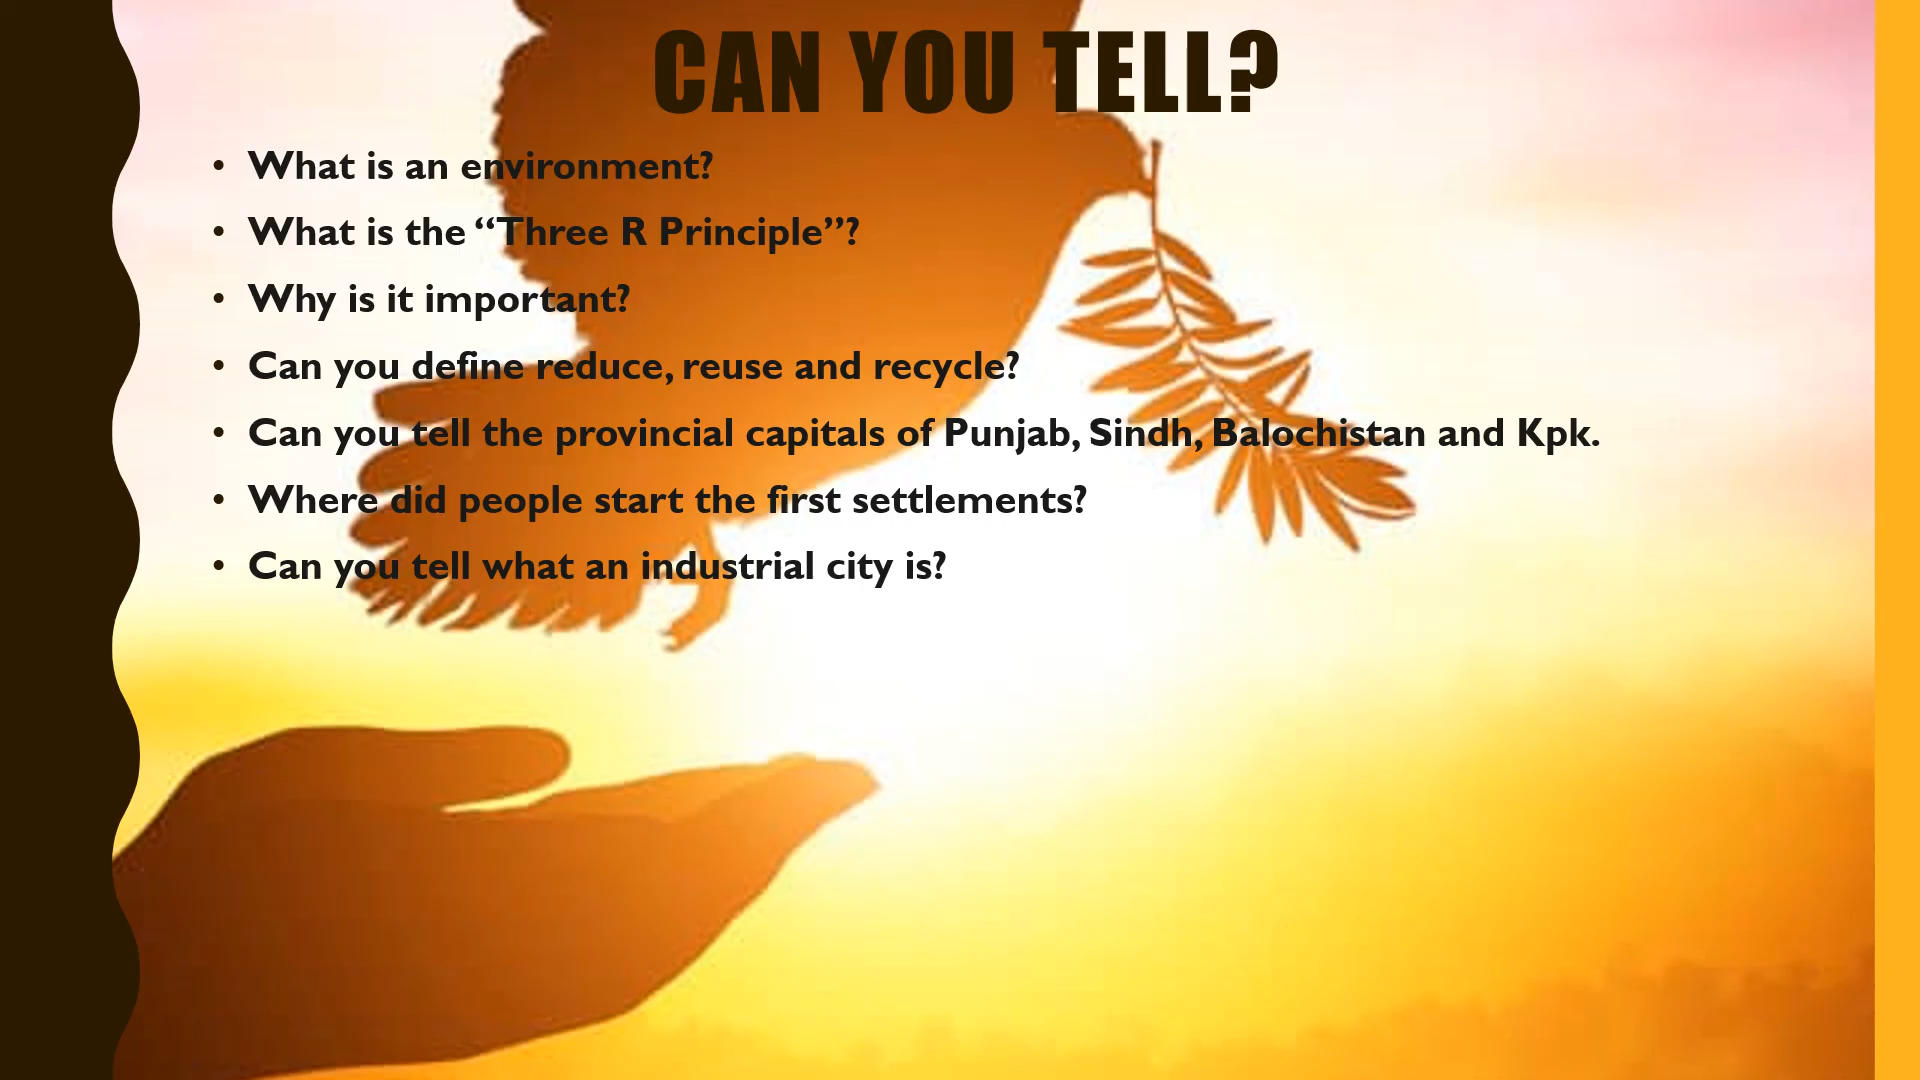 CAN YOU TELL?
• What is an environment?
• What is the “Three R Principle”?
• Why is it important?
• Can you define reduce, reuse and recycle?
• Can you tell the provincial capitals of Punjab, Sindh, Balochistan and Kpk.
• Where did people start the first settlements?
• Can you tell what an industrial city is?